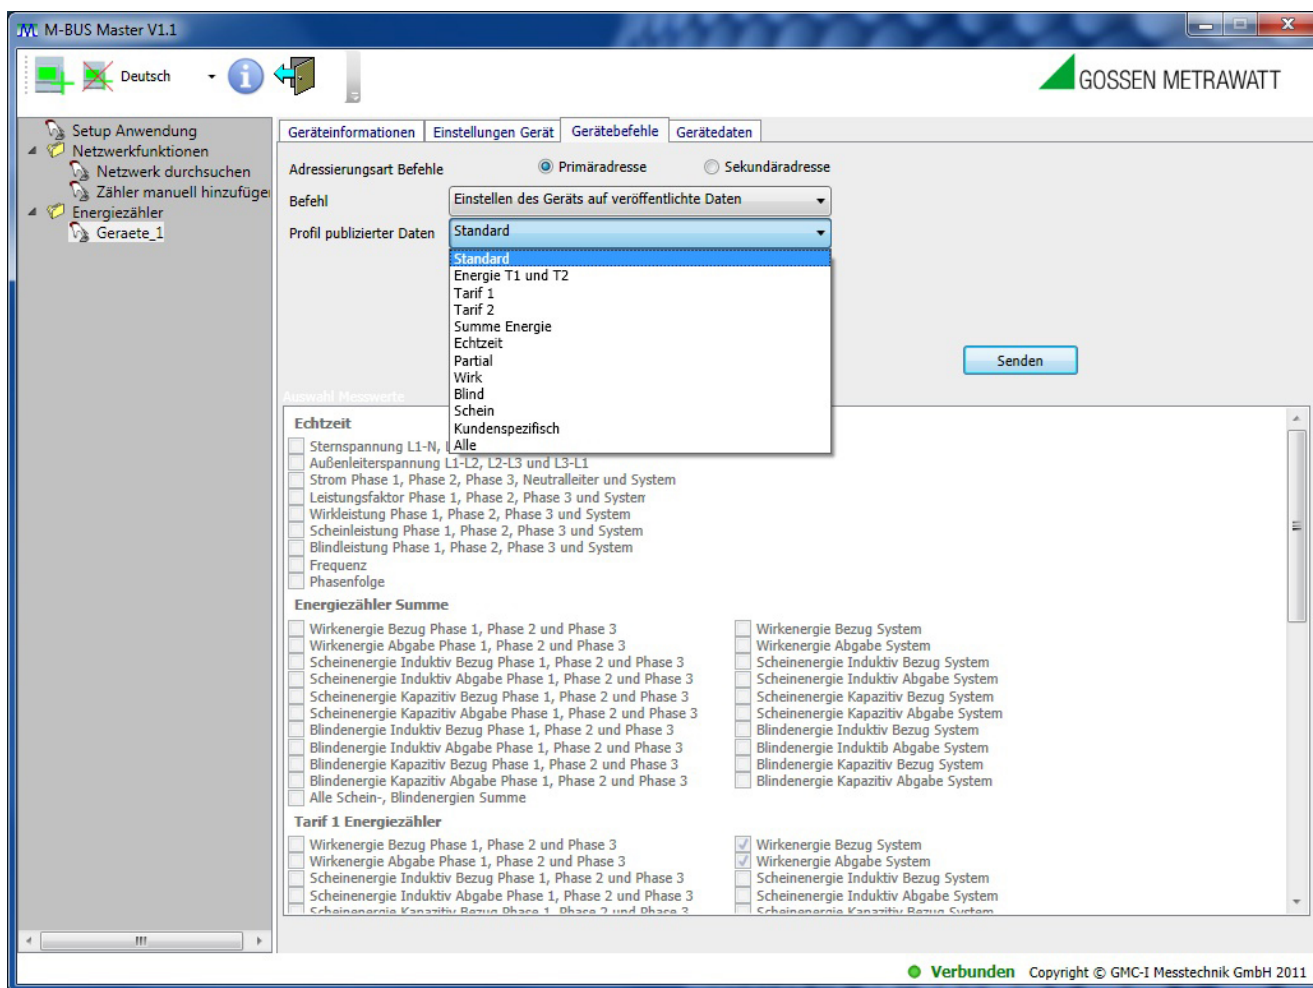 M-BUS Master V1.1
Deutsch
GOSSEN METRAWATT
Setup Anwendung
Netzwerkfunktionen
Netzwerk durchsuchen
Zähler manuell hinzufüge
Energiezähler
Geraete_1
Geräteinformationen
Einstellungen Gerät
Gerätebefehle
Gerätedaten
Adressierungsart Befehle
Primäradresse
Sekundäradresse
Befehl
Einstellen des Geräts auf veröffentlichte Daten
Profil publizierter Daten
Standard
Standard
Energie T1 und T2
Tarif 1
Tarif 2
Summe Energie
Echtzeit
Partial
Wirk
Blind
Schein
Kundenspezifisch
Alle
Senden
Auswahl Messwerte
Echtzeit
Sternspannung L1-N,
Außenleiterspannung L1-L2, L2-L3 und L3-L1
Strom Phase 1, Phase 2, Phase 3, Neutralleiter und System
Leistungsfaktor Phase 1, Phase 2, Phase 3 und System
Wirkleistung Phase 1, Phase 2, Phase 3 und System
Scheinleistung Phase 1, Phase 2, Phase 3 und System
Blindleistung Phase 1, Phase 2, Phase 3 und System
Frequenz
Phasenfolge
Energiezähler Summe
Wirkenergie Bezug Phase 1, Phase 2 und Phase 3
Wirkenergie Abgabe Phase 1, Phase 2 und Phase 3
Scheinenergie Induktiv Bezug Phase 1, Phase 2 und Phase 3
Scheinenergie Induktiv Abgabe Phase 1, Phase 2 und Phase 3
Scheinenergie Kapazitiv Bezug Phase 1, Phase 2 und Phase 3
Scheinenergie Kapazitiv Abgabe Phase 1, Phase 2 und Phase 3
Blindenergie Induktiv Bezug Phase 1, Phase 2 und Phase 3
Blindenergie Induktiv Abgabe Phase 1, Phase 2 und Phase 3
Blindenergie Kapazitiv Bezug Phase 1, Phase 2 und Phase 3
Blindenergie Kapazitiv Abgabe Phase 1, Phase 2 und Phase 3
Alle Schein-, Blindenergien Summe
Wirkenergie Bezug System
Wirkenergie Abgabe System
Scheinenergie Induktiv Bezug System
Scheinenergie Induktiv Abgabe System
Scheinenergie Kapazitiv Bezug System
Scheinenergie Kapazitiv Abgabe System
Blindenergie Induktiv Bezug System
Blindenergie Induktib Abgabe System
Blindenergie Kapazitiv Bezug System
Blindenergie Kapazitiv Abgabe System
Tarif 1 Energiezähler
Wirkenergie Bezug Phase 1, Phase 2 und Phase 3
Wirkenergie Abgabe Phase 1, Phase 2 und Phase 3
Scheinenergie Induktiv Bezug Phase 1, Phase 2 und Phase 3
Scheinenergie Induktiv Abgabe Phase 1, Phase 2 und Phase 3
Scheinenergie Kapazitiv Bezug Phase 1, Phase 2 und Phase 3
Wirkenergie Bezug System
Wirkenergie Abgabe System
Scheinenergie Induktiv Bezug System
Scheinenergie Induktiv Abgabe System
Scheinenergie Kapazitiv Bezug System
Verbunden
Copyright © GMC-I Messtechnik GmbH 2011